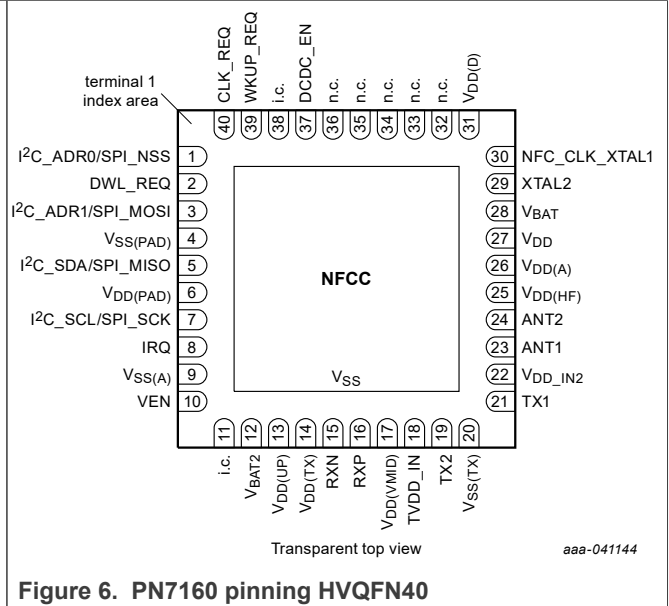 terminal 1
index area
CLK_REQ
WKUP_REQ
i.c.
DCDC_EN
n.c.
n.c.
n.c.
n.c.
n.c.
VDD(D)
40
39
38
37
36
35
34
33
32
31
I²C_ADR0/SPI_NSS 1
DWL_REQ 2
I²C_ADR1/SPI_MOSI 3
VSS(PAD) 4
I²C_SDA/SPI_MISO 5
VDD(PAD) 6
I²C_SCL/SPI_SCK 7
IRQ 8
VSS(A) 9
VEN 10
NFCC
VSS
30 NFC_CLK_XTAL1
29 XTAL2
28 VBAT
27 VDD
26 VDD(A)
25 VDD(HF)
24 ANT2
23 ANT1
22 VDD_IN2
21 TX1
11
12
13
14
15
16
17
18
19
20
i.c.
VBAT2
VDD(UP)
VDD(TX)
RXN
RXP
VDD(VMID)
TVDD_IN
TX2
VSS(TX)
Transparent top view
aaa-041144
Figure 6. PN7160 pinning HVQFN40